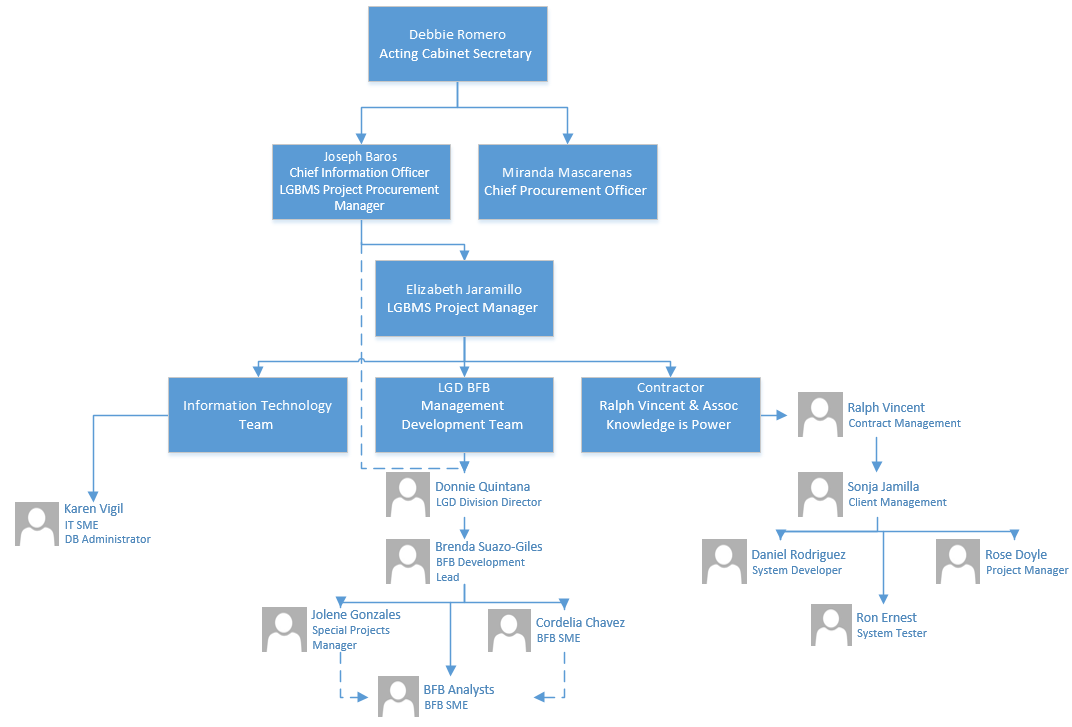 Debbie Romero
Acting Cabinet Secretary
Joseph Baros
Chief Information Officer
LGBMS Project Procurement
Manager
Miranda Mascarenas
Chief Procurement Officer
Elizabeth Jaramillo
LGBMS Project Manager
Information Technology
Team
LGD BFB
Management
Development Team
Contractor
Ralph Vincent & Assoc
Knowledge is Power
Ralph Vincent
Contract Management
Karen Vigil
IT SME
DB Administrator
Donnie Quintana
LGD Division Director
Sonja Jamilla
Client Management
Brenda Suazo-Giles
BFB Development
Lead
Daniel Rodriguez
System Developer
Rose Doyle
Project Manager
Jolene Gonzales
Special Projects
Manager
Cordelia Chavez
BFB SME
Ron Ernest
System Tester
BFB Analysts
BFB SME